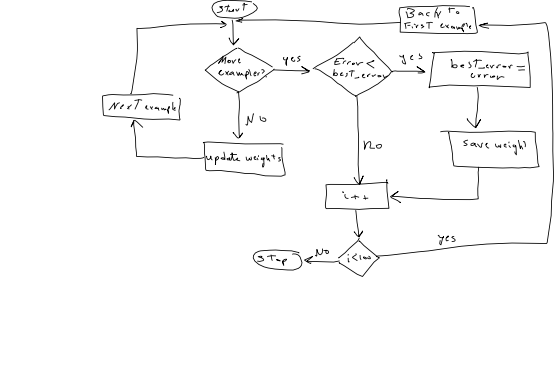 Start
Back to
First example
More
examples?
yes
Error <
best_error
yes
best_error =
error
Next example
No
update weights
no
save weight
i++
yes
i<100
No
Stop